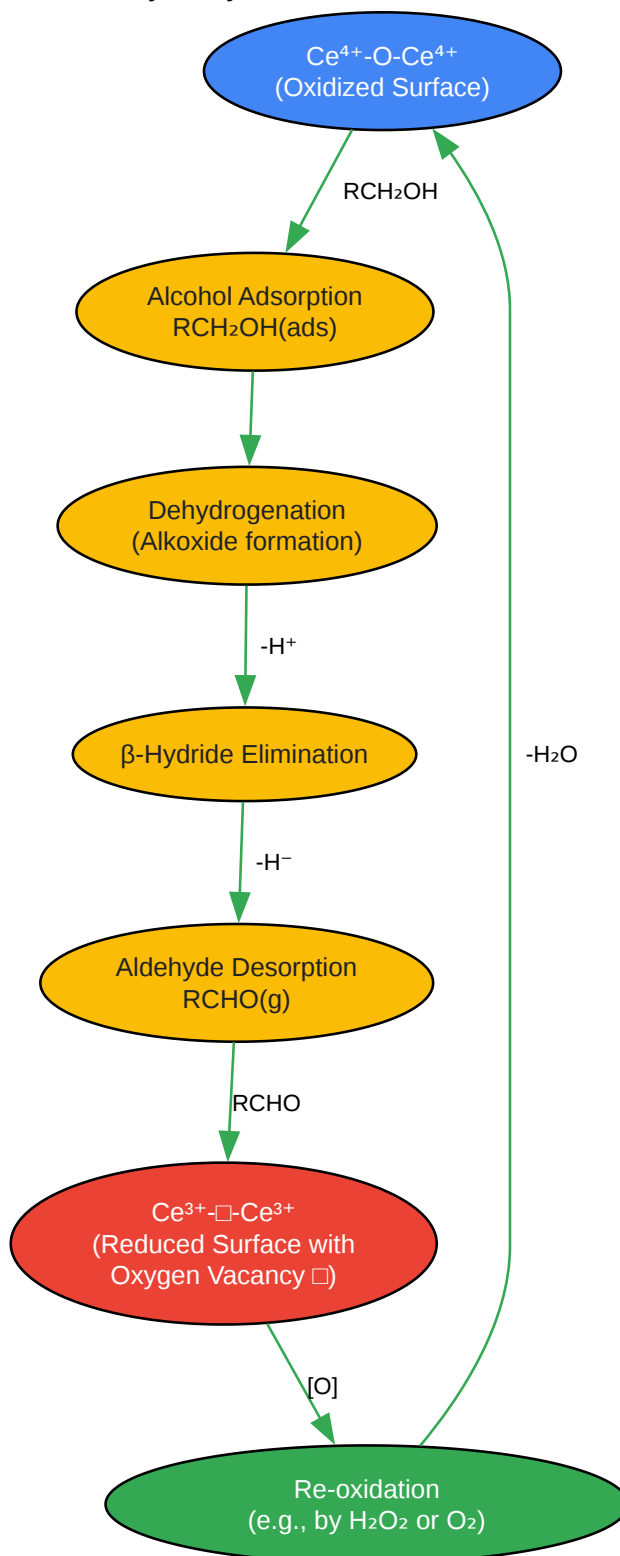 Ce⁴⁺-O-Ce⁴⁺
(Oxidized Surface)
RCH₂OH
Alcohol Adsorption
RCH₂OH(ads)
Dehydrogenation
(Alkoxide formation)
-H⁺
β-Hydride Elimination
-H₂O
-H⁻
Aldehyde Desorption
RCHO(g)
RCHO
Ce³⁺-□-Ce³⁺
(Reduced Surface with
Oxygen Vacancy □)
[O]
Re-oxidation
(e.g., by H₂O₂ or O₂)